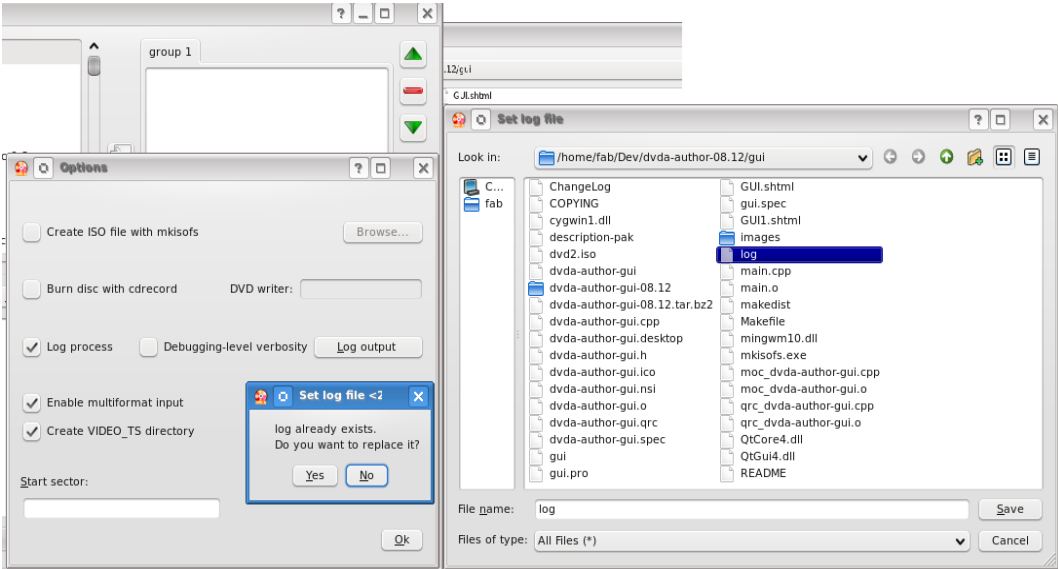 group 1
.12/gui
GUI.shtml
Options
Create ISO file with mkisofs
Browse...
Burn disc with cdrecord
DVD writer:
Log process
Debugging-level verbosity
Log output
Enable multiformat input
Create VIDEO_TS directory
Start sector:
Ok
Set log file <2
log already exists.
Do you want to replace it?
Yes
No
Set log file
Look in:
/home/fab/Dev/dvda-author-08.12/gui
C...
fab
ChangeLog
COPYING
cygwin1.dll
description-pak
dvd2.iso
dvda-author-gui
dvda-author-gui-08.12
dvda-author-gui-08.12.tar.bz2
dvda-author-gui.cpp
dvda-author-gui.desktop
dvda-author-gui.h
dvda-author-gui.ico
dvda-author-gui.nsi
dvda-author-gui.o
dvda-author-gui.qrc
dvda-author-gui.spec
gui
gui.pro
GUI.shtml
gui.spec
GUI1.shtml
images
log
main.cpp
main.o
makedist
Makefile
mingwm10.dll
mkisofs.exe
moc_dvda-author-gui.cpp
moc_dvda-author-gui.o
qrc_dvda-author-gui.cpp
qrc_dvda-author-gui.o
QtCore4.dll
QtGui4.dll
README
File name:
log
Save
Files of type:
All Files (*)
Cancel